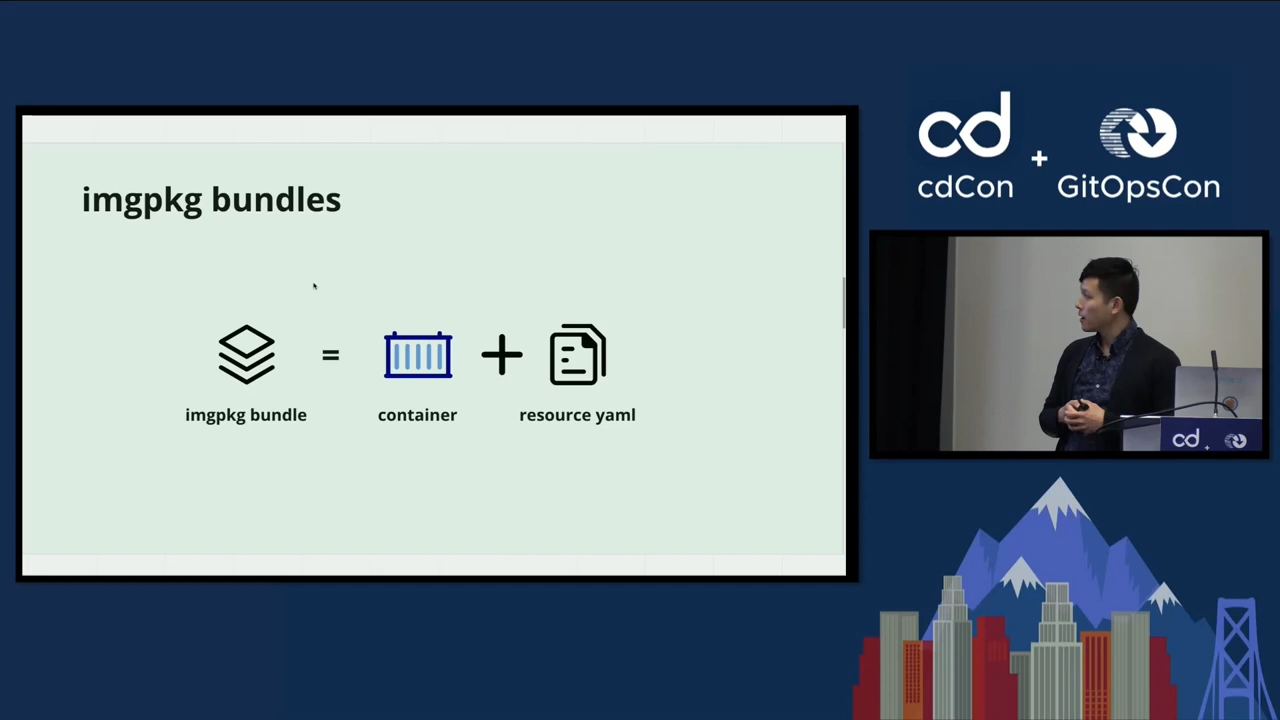 imgpkg bundles
imgpkg bundle
=
container
+
resource yaml
cd
cdCon
+
GitOpsCon
cd
+